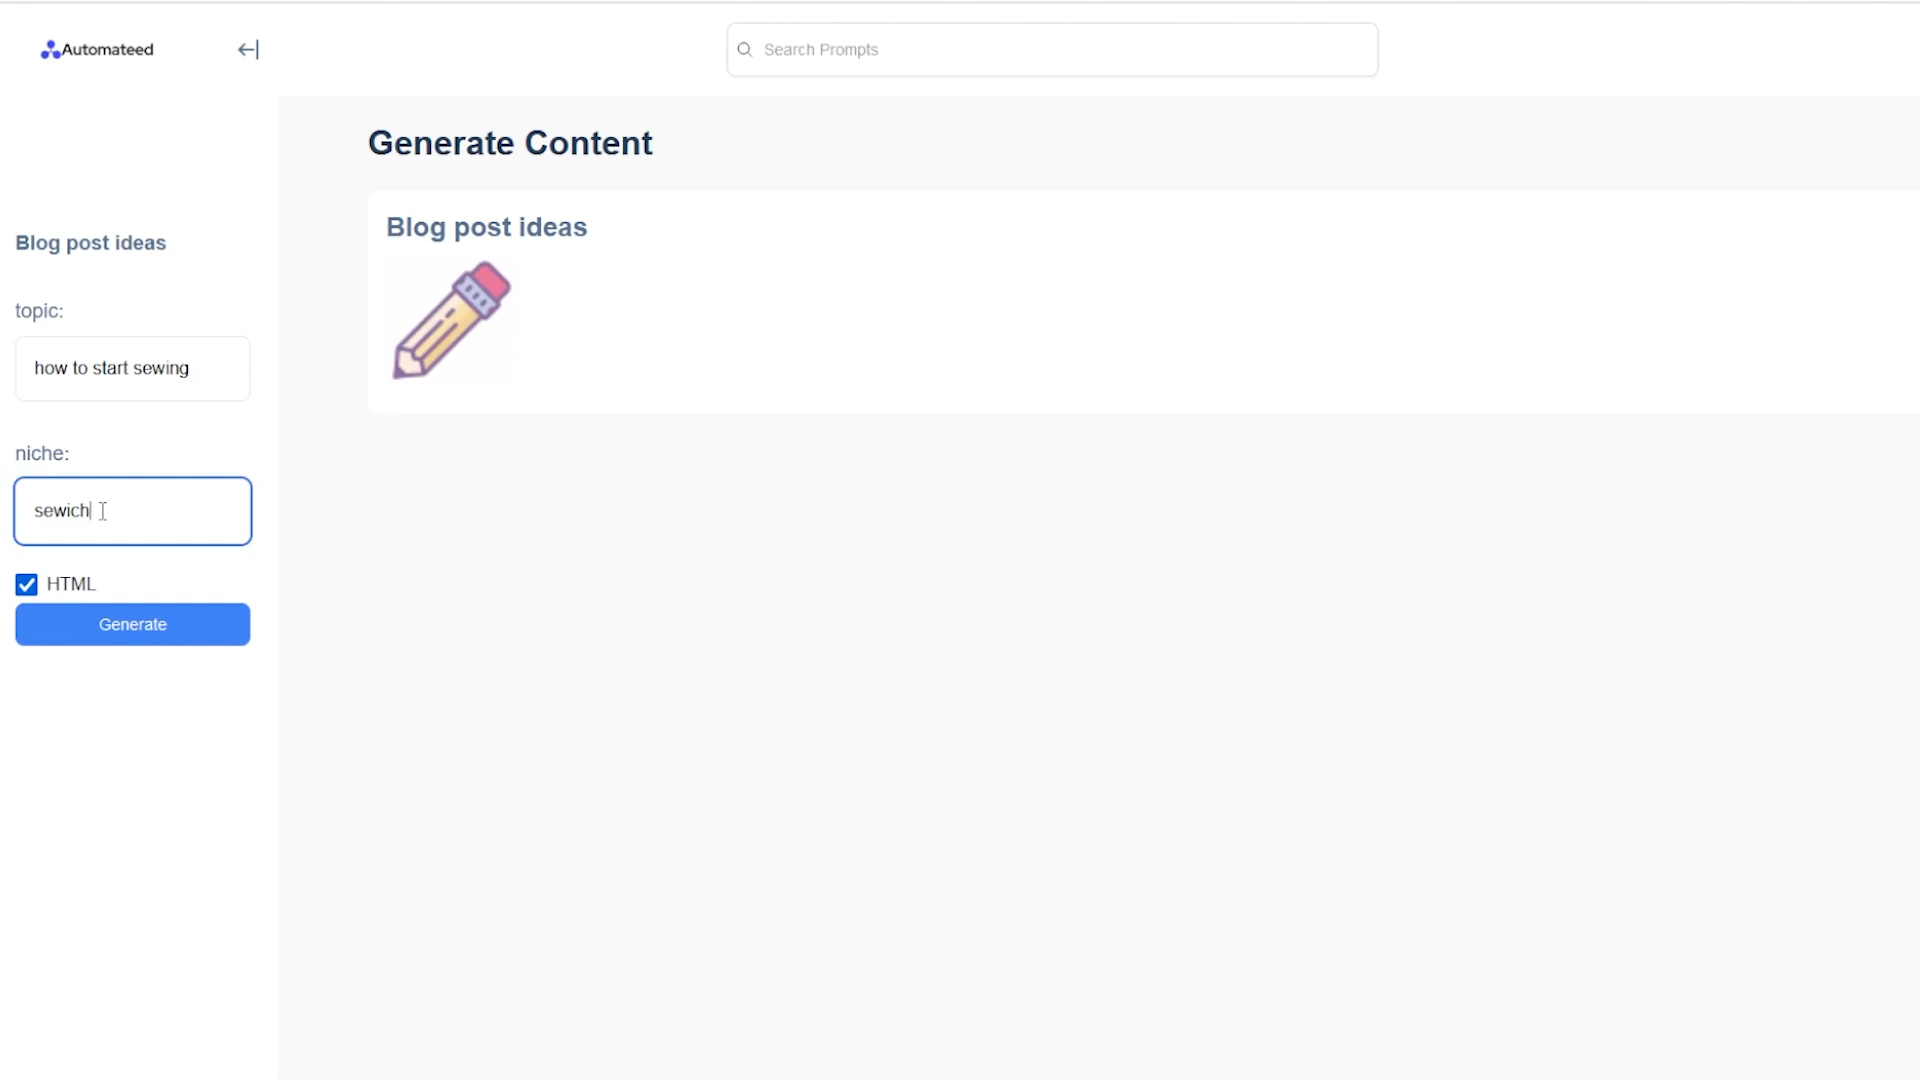 Automateed
Search Prompts
Generate Content
Blog post ideas
Blog post ideas
topic:
how to start sewing
niche:
sewich
HTML
Generate